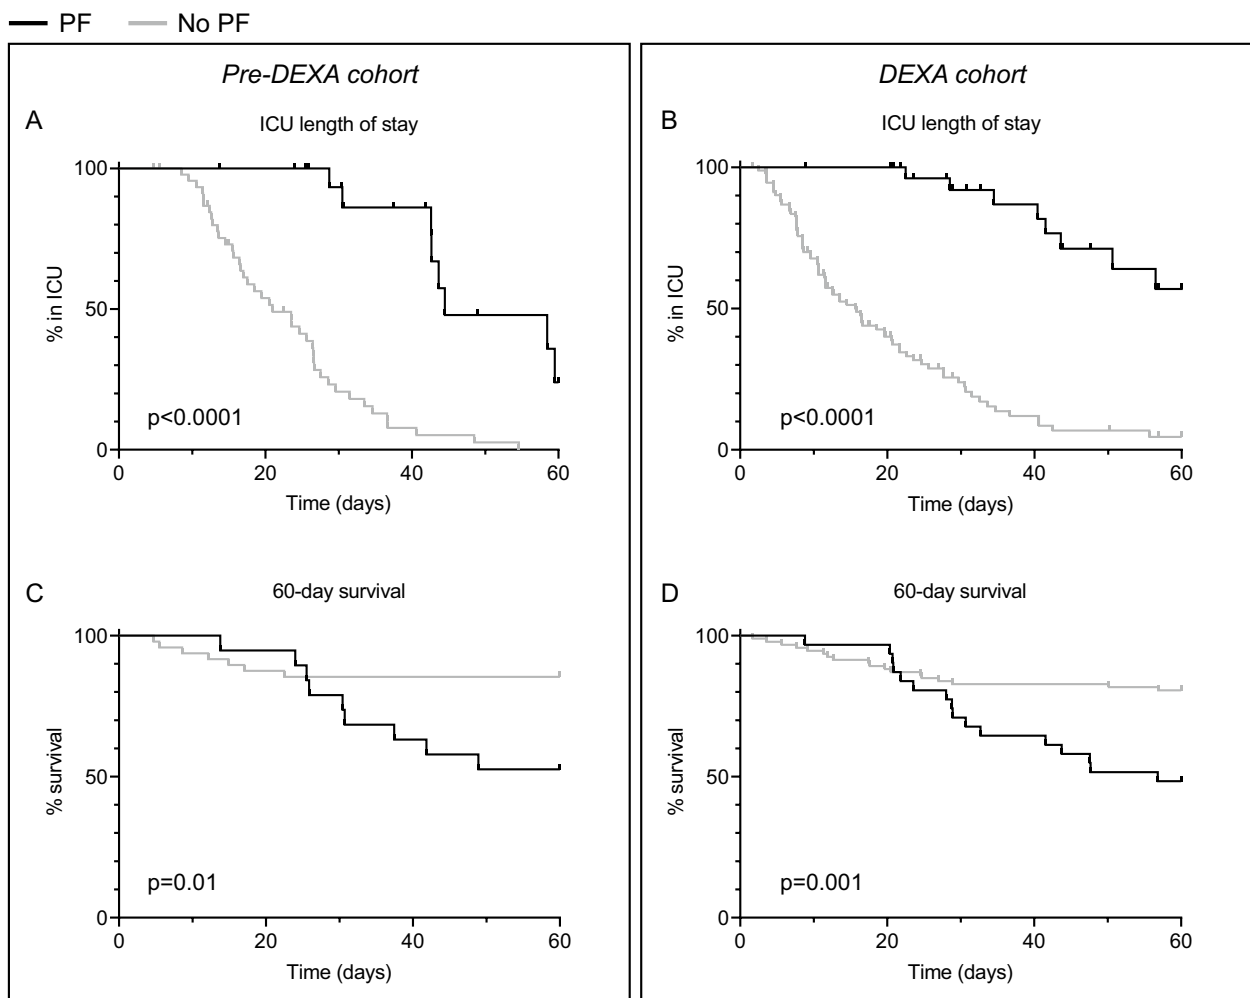 PF No PF
Pre-DEXA cohort
A
ICU length of stay
100
50
0
% in ICU
p<0.0001
0 20 40 60
Time (days)
DEXA cohort
B
ICU length of stay
100
50
0
% in ICU
p<0.0001
0 20 40 60
Time (days)
C
60-day survival
100
50
0
% survival
p=0.01
0 20 40 60
Time (days)
D
60-day survival
100
50
0
% survival
p=0.001
0 20 40 60
Time (days)